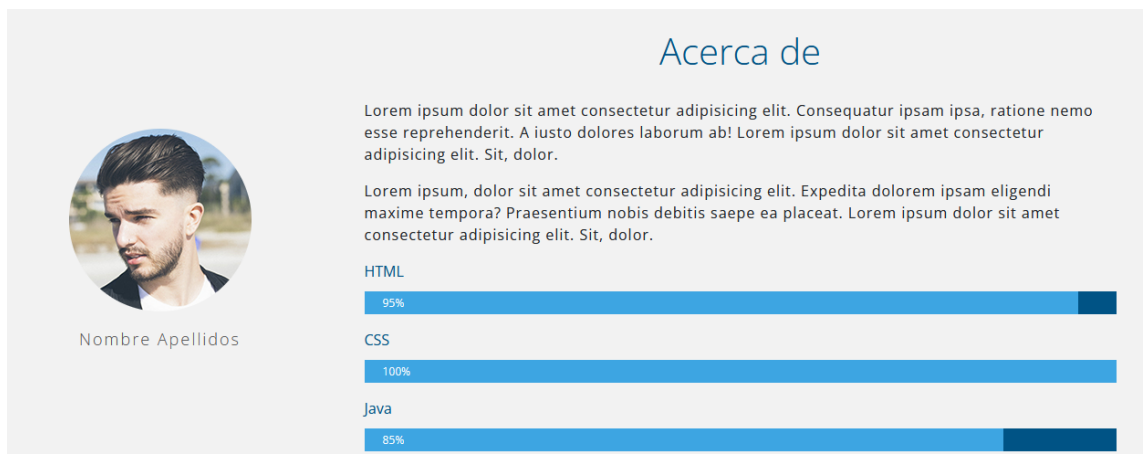 Acerca de
Lorem ipsum dolor sit amet consectetur adipisicing elit. Consequatur ipsam ipsa, ratione nemo
esse reprehenderit. A iusto dolores laborum ab! Lorem ipsum dolor sit amet consectetur
adipisicing elit. Sit, dolor.
Lorem ipsum, dolor sit amet consectetur adipisicing elit. Expedita dolorem ipsam eligendi
maxime tempora? Praesentium nobis debitis saepe ea placeat. Lorem ipsum dolor sit amet
consectetur adipisicing elit. Sit, dolor.
HTML
95%
CSS
100%
Java
85%
Nombre Apellidos